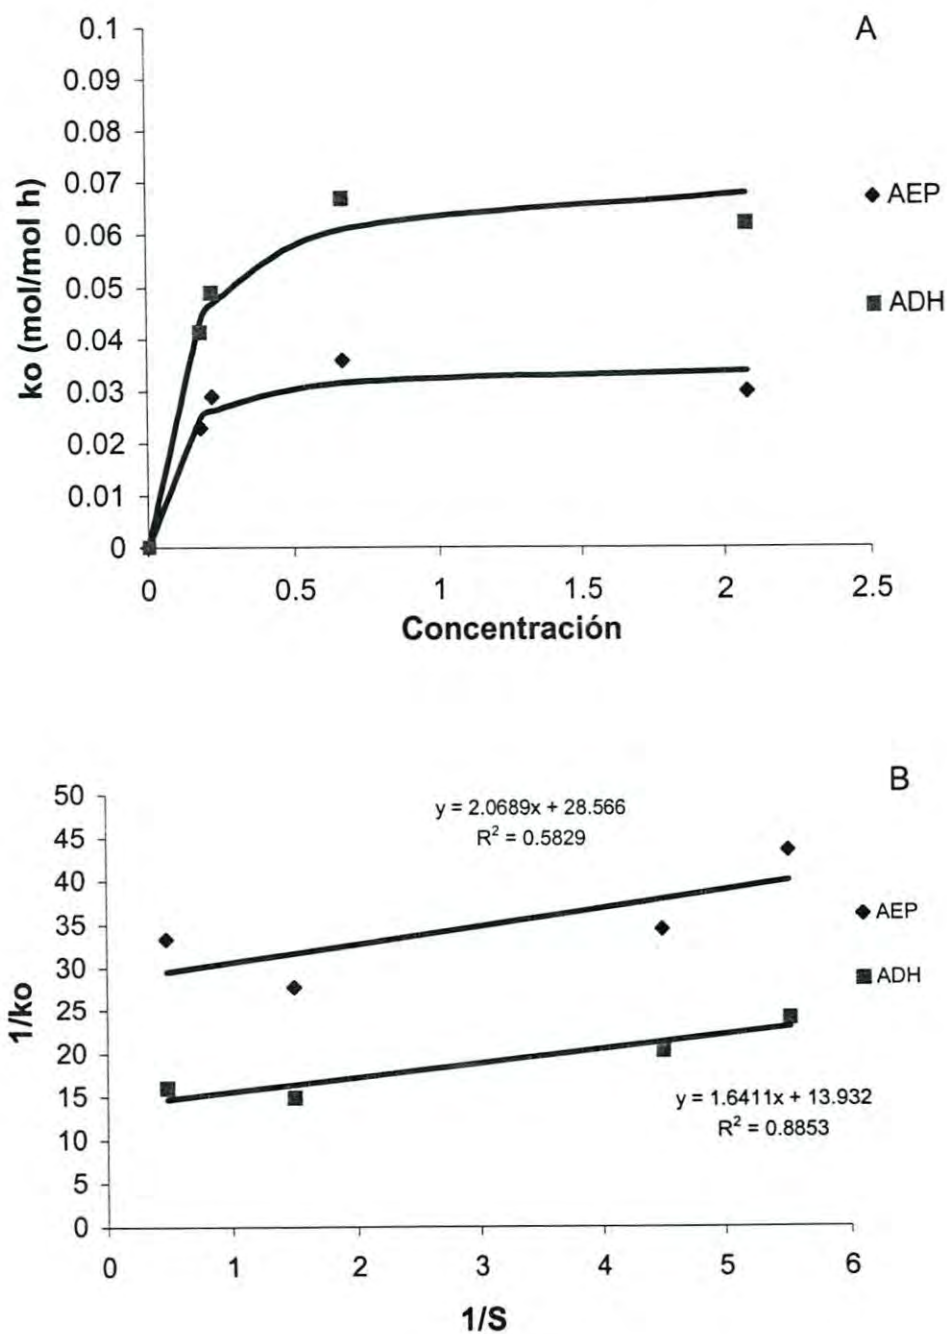 A
0.1
0.09
0.08
0.07
0.06
0.05
0.04
0.03
0.02
0.01
0
ko (mol/mol h)
0 0.5 1 1.5 2 2.5
Concentración
AEP
ADH
B
50
45
40
35
30
25
20
15
10
5
0
1/ko
y = 2.0689x + 28.566
R² = 0.5829
AEP
ADH
y = 1.6411x + 13.932
R² = 0.8853
0 1 2 3 4 5 6
1/S